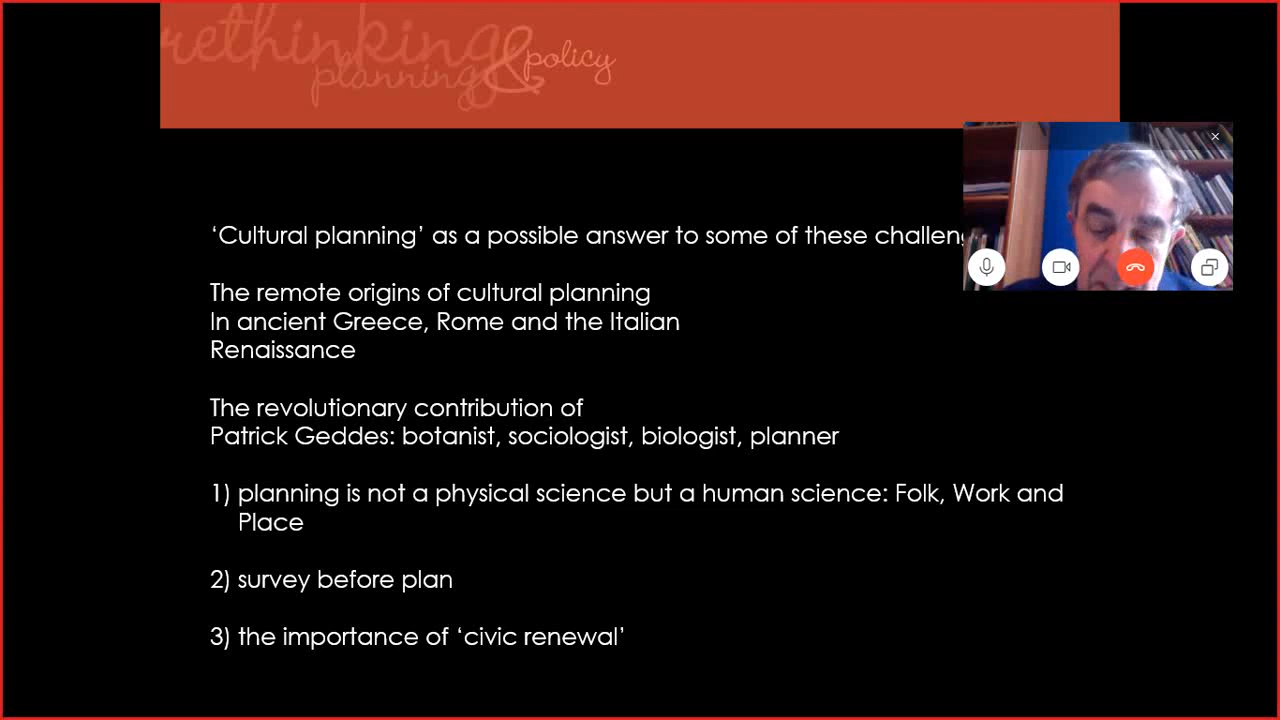 rethinking
planning & policy
‘Cultural planning’ as a possible answer to some of these challeng
The remote origins of cultural planning
In ancient Greece, Rome and the Italian
Renaissance
The revolutionary contribution of
Patrick Geddes: botanist, sociologist, biologist, planner
1) planning is not a physical science but a human science: Folk, Work and
Place
2) survey before plan
3) the importance of ‘civic renewal’